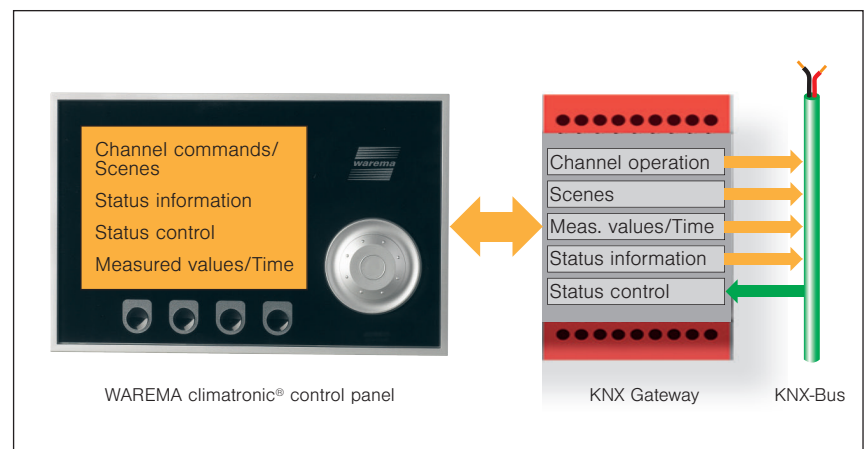 Channel commands/
Scenes
Status information
Status control
Measured values/Time
warema
Channel operation
Scenes
Meas. values/Time
Status information
Status control
WAREMA climatronic® control panel
KNX Gateway
KNX-Bus